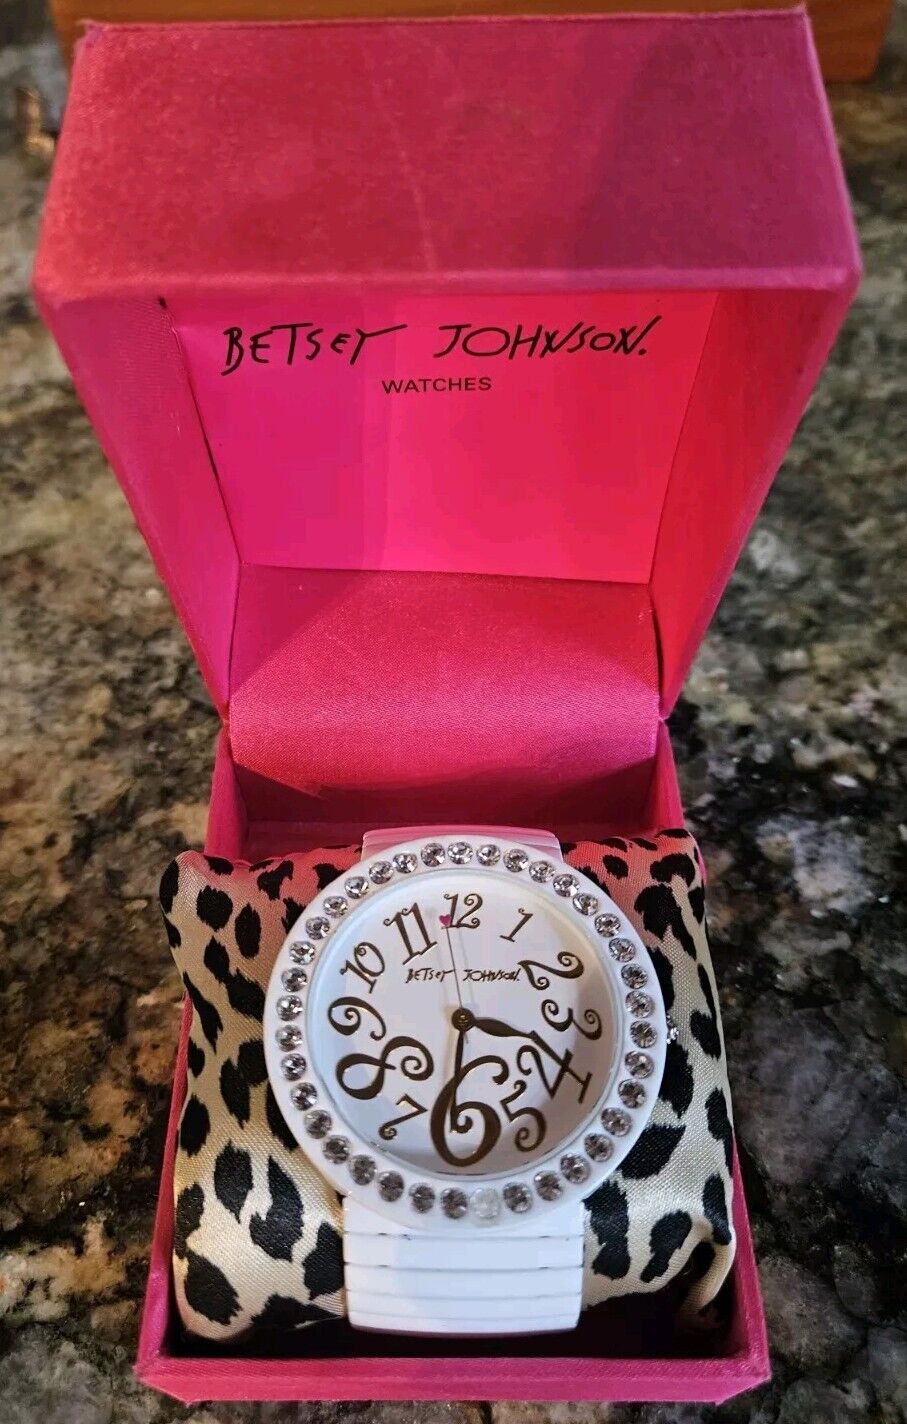 BETSEY JOHNSON.
WATCHES
11 12 1
10 BETSEY JOHNSON. 2
9 3
8 4
7 6 5